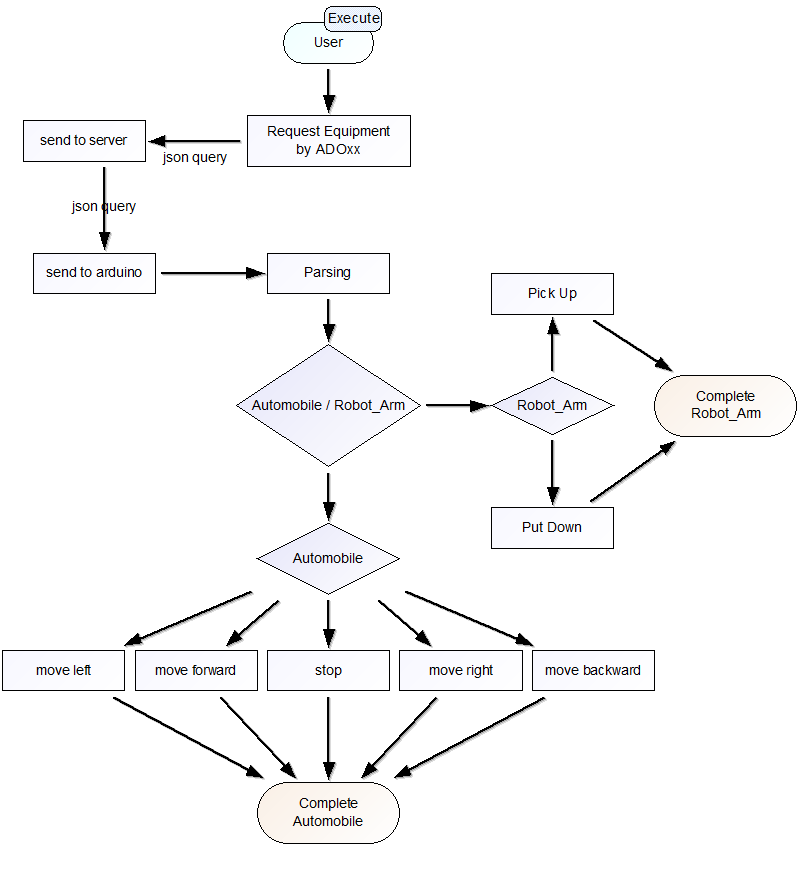 Execute
User
Request Equipment
by ADOxx
send to server
json query
json query
send to arduino
Parsing
Pick Up
Automobile / Robot_Arm
Robot_Arm
Complete
Robot_Arm
Put Down
Automobile
move left
move forward
stop
move right
move backward
Complete
Automobile